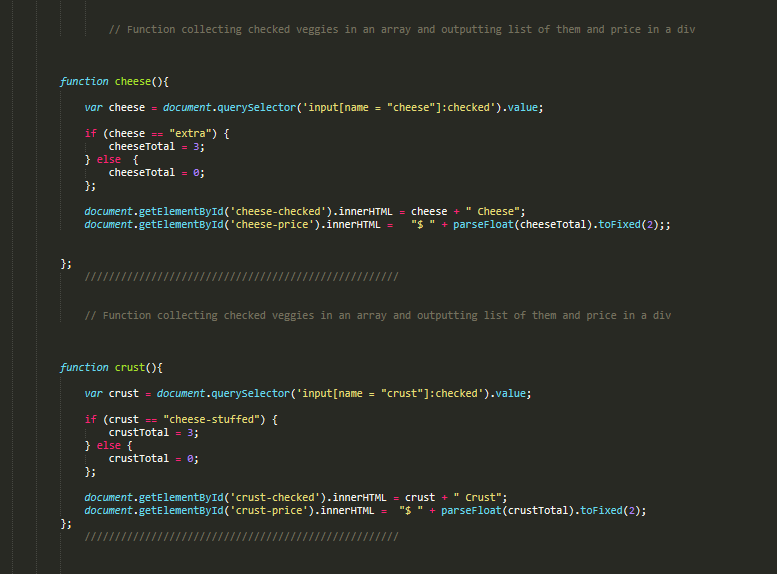 // Function collecting checked veggies in an array and outputting list of them and price in a div
function cheese(){
var cheese = document.querySelector('input[name = "cheese"]:checked').value;
if (cheese == "extra") {
cheeseTotal = 3;
} else  {
cheeseTotal = 0;
};
document.getElementById('cheese-checked').innerHTML = cheese + " Cheese";
document.getElementById('cheese-price').innerHTML =   "$ " + parseFloat(cheeseTotal).toFixed(2);;
};
////////////////////////////////////////////////////
// Function collecting checked veggies in an array and outputting list of them and price in a div
function crust(){
var crust = document.querySelector('input[name = "crust"]:checked').value;
if (crust == "cheese-stuffed") {
crustTotal = 3;
} else {
crustTotal = 0;
};
document.getElementById('crust-checked').innerHTML = crust + " Crust";
document.getElementById('crust-price').innerHTML =  "$ " + parseFloat(crustTotal).toFixed(2);
};
////////////////////////////////////////////////////